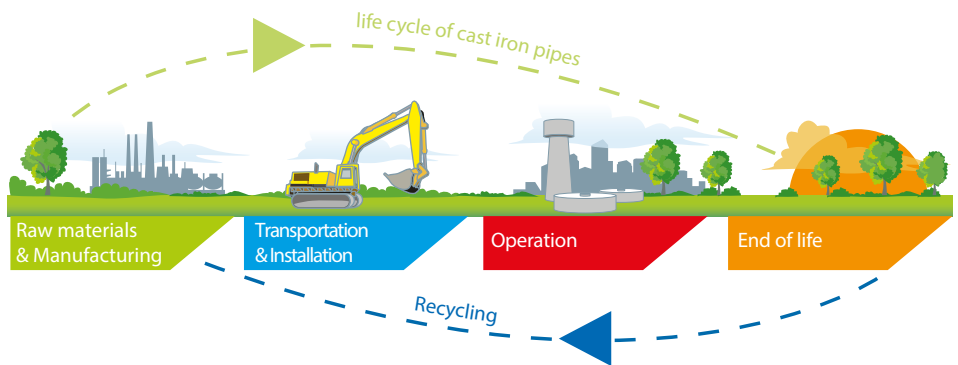 life cycle of cast iron pipes
Raw materials
& Manufacturing
Transportation
& Installation
Operation
End of life
Recycling